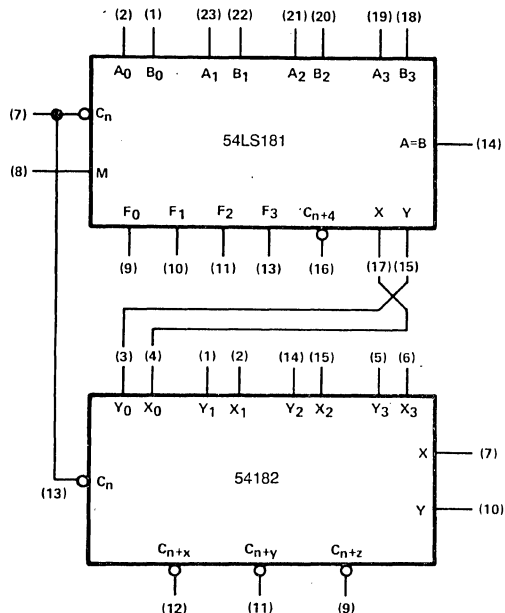 (2) (1) (23) (22) (21) (20) (19) (18)
A0 B0 A1 B1 A2 B2 A3 B3
(7) Cn
54LS181 A=B (14)
(8) M
F0 F1 F2 F3 Cn+4 X Y
(9) (10) (11) (13) (16) (17) (15)
(3) (4) (1) (2) (14) (15) (5) (6)
Y0 X0 Y1 X1 Y2 X2 Y3 X3
X (7)
(13) Cn 54182
Y (10)
Cn+x Cn+y Cn+z
(12) (11) (9)